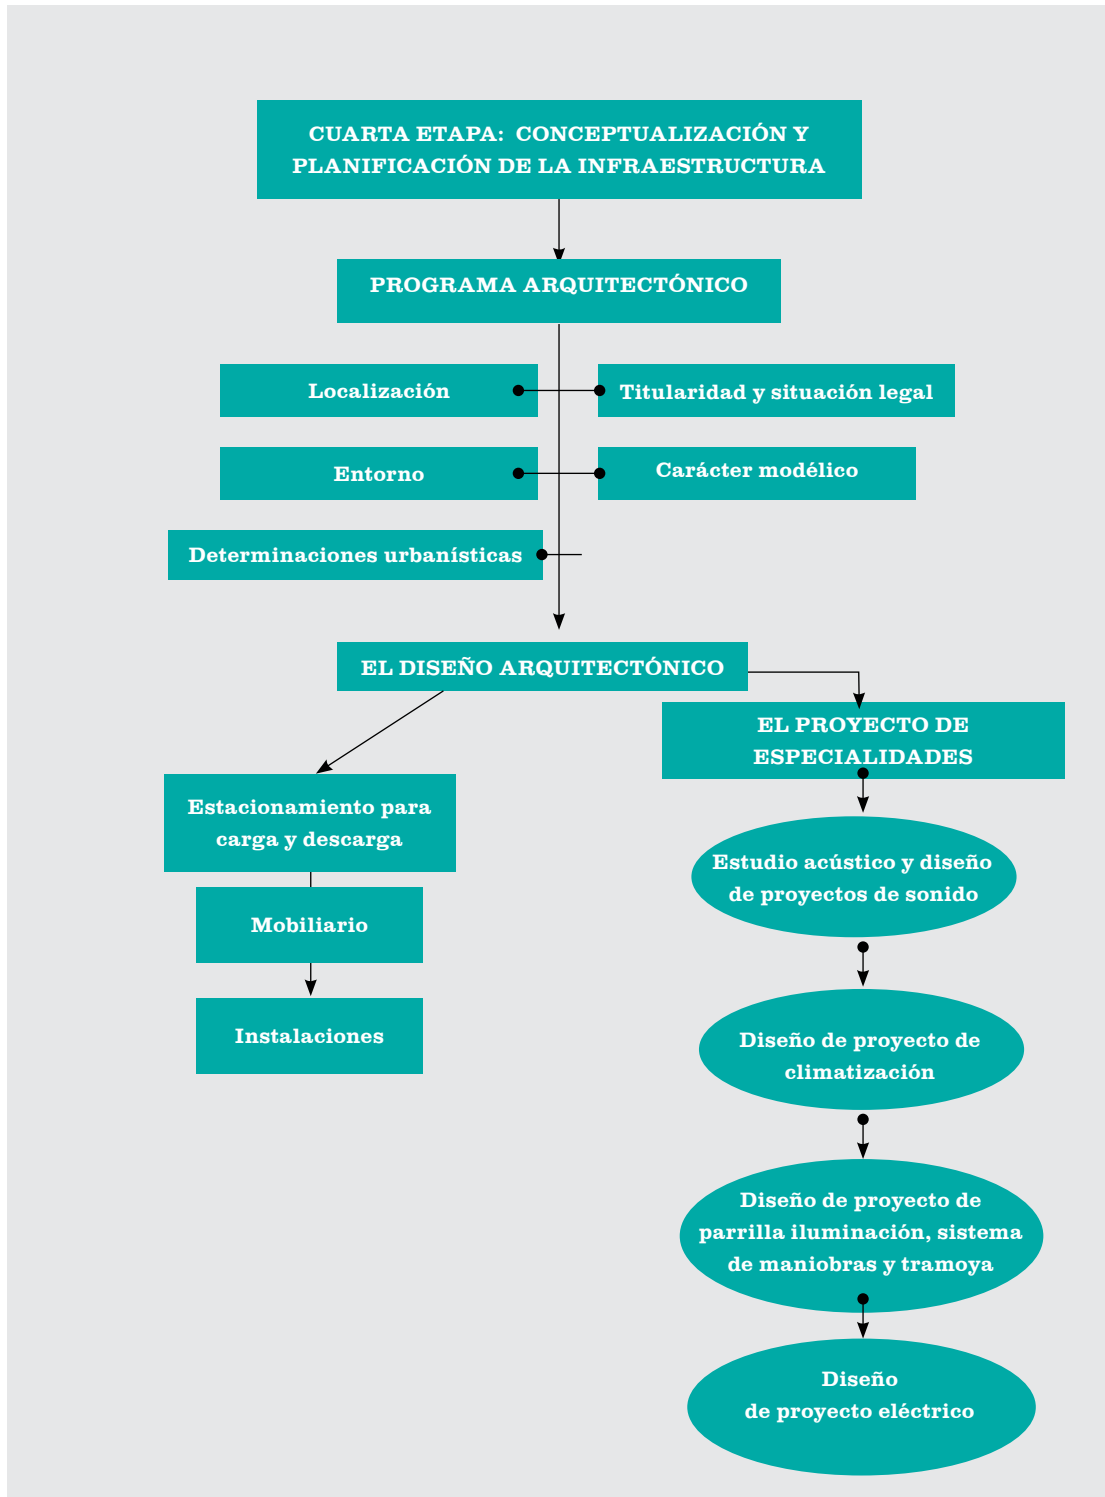 CUARTA ETAPA: CONCEPTUALIZACIÓN Y
PLANIFICACIÓN DE LA INFRAESTRUCTURA
PROGRAMA ARQUITECTÓNICO
Localización
Titularidad y situación legal
Entorno
Carácter modélico
Determinaciones urbanísticas
EL DISEÑO ARQUITECTÓNICO
EL PROYECTO DE
ESPECIALIDADES
Estacionamiento para
carga y descarga
Mobiliario
Instalaciones
Estudio acústico y diseño
de proyectos de sonido
Diseño de proyecto de
climatización
Diseño de proyecto de
parrilla iluminación, sistema
de maniobras y tramoya
Diseño
de proyecto eléctrico